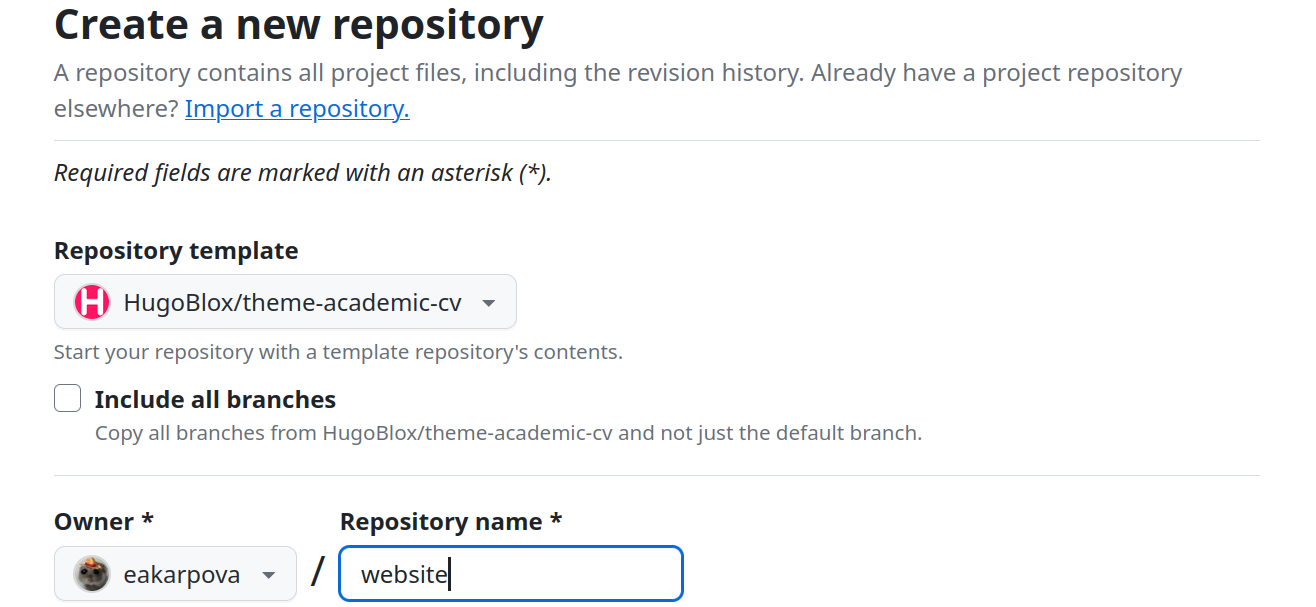 Create a new repository
A repository contains all project files, including the revision history. Already have a project repository
elsewhere? Import a repository.
Required fields are marked with an asterisk (*).
Repository template
HugoBlox/theme-academic-cv
Start your repository with a template repository's contents.
Include all branches
Copy all branches from HugoBlox/theme-academic-cv and not just the default branch.
Owner * Repository name *
eakarpova / website